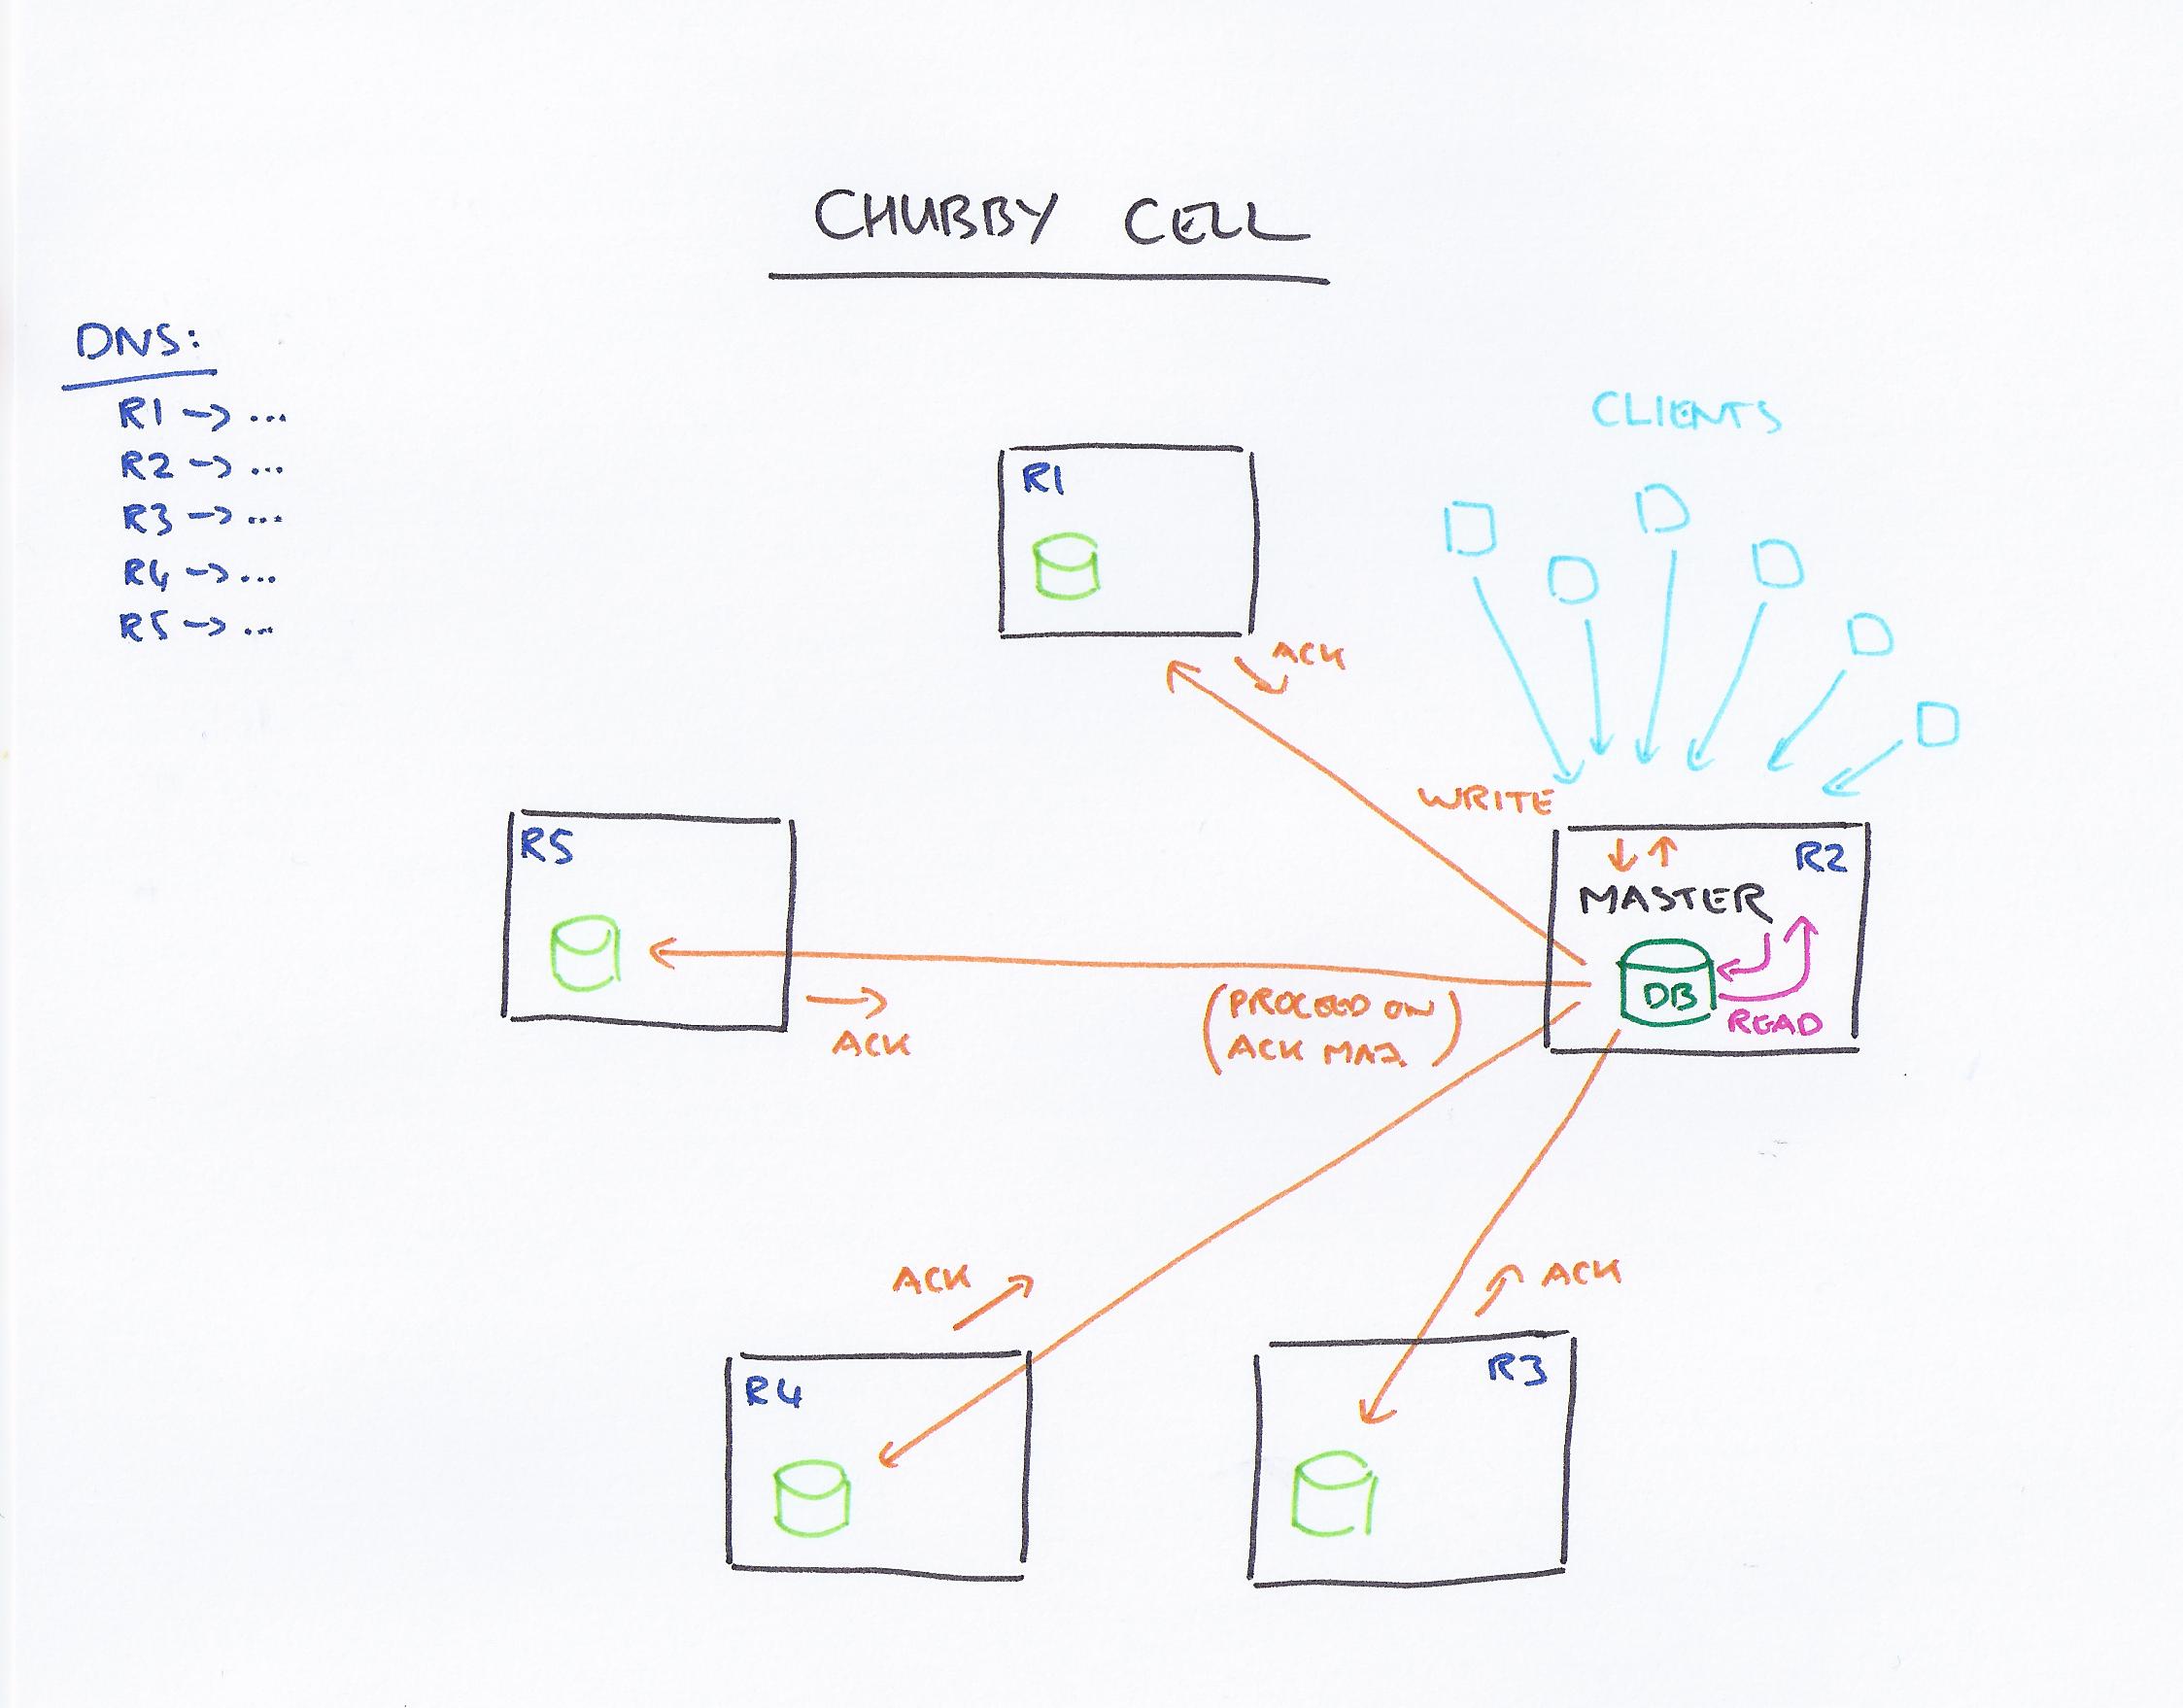 CHUBBY CELL
DNS:
R1 -> ...
R2 -> ...
R3 -> ...
R4 -> ...
R5 -> ...
CLIENTS
R1
ACK
WRITE
R5
ACK
(PROCEED ON
ACK MAJ)
R2
MASTER
DB
READ
ACK
R4
ACK
R3